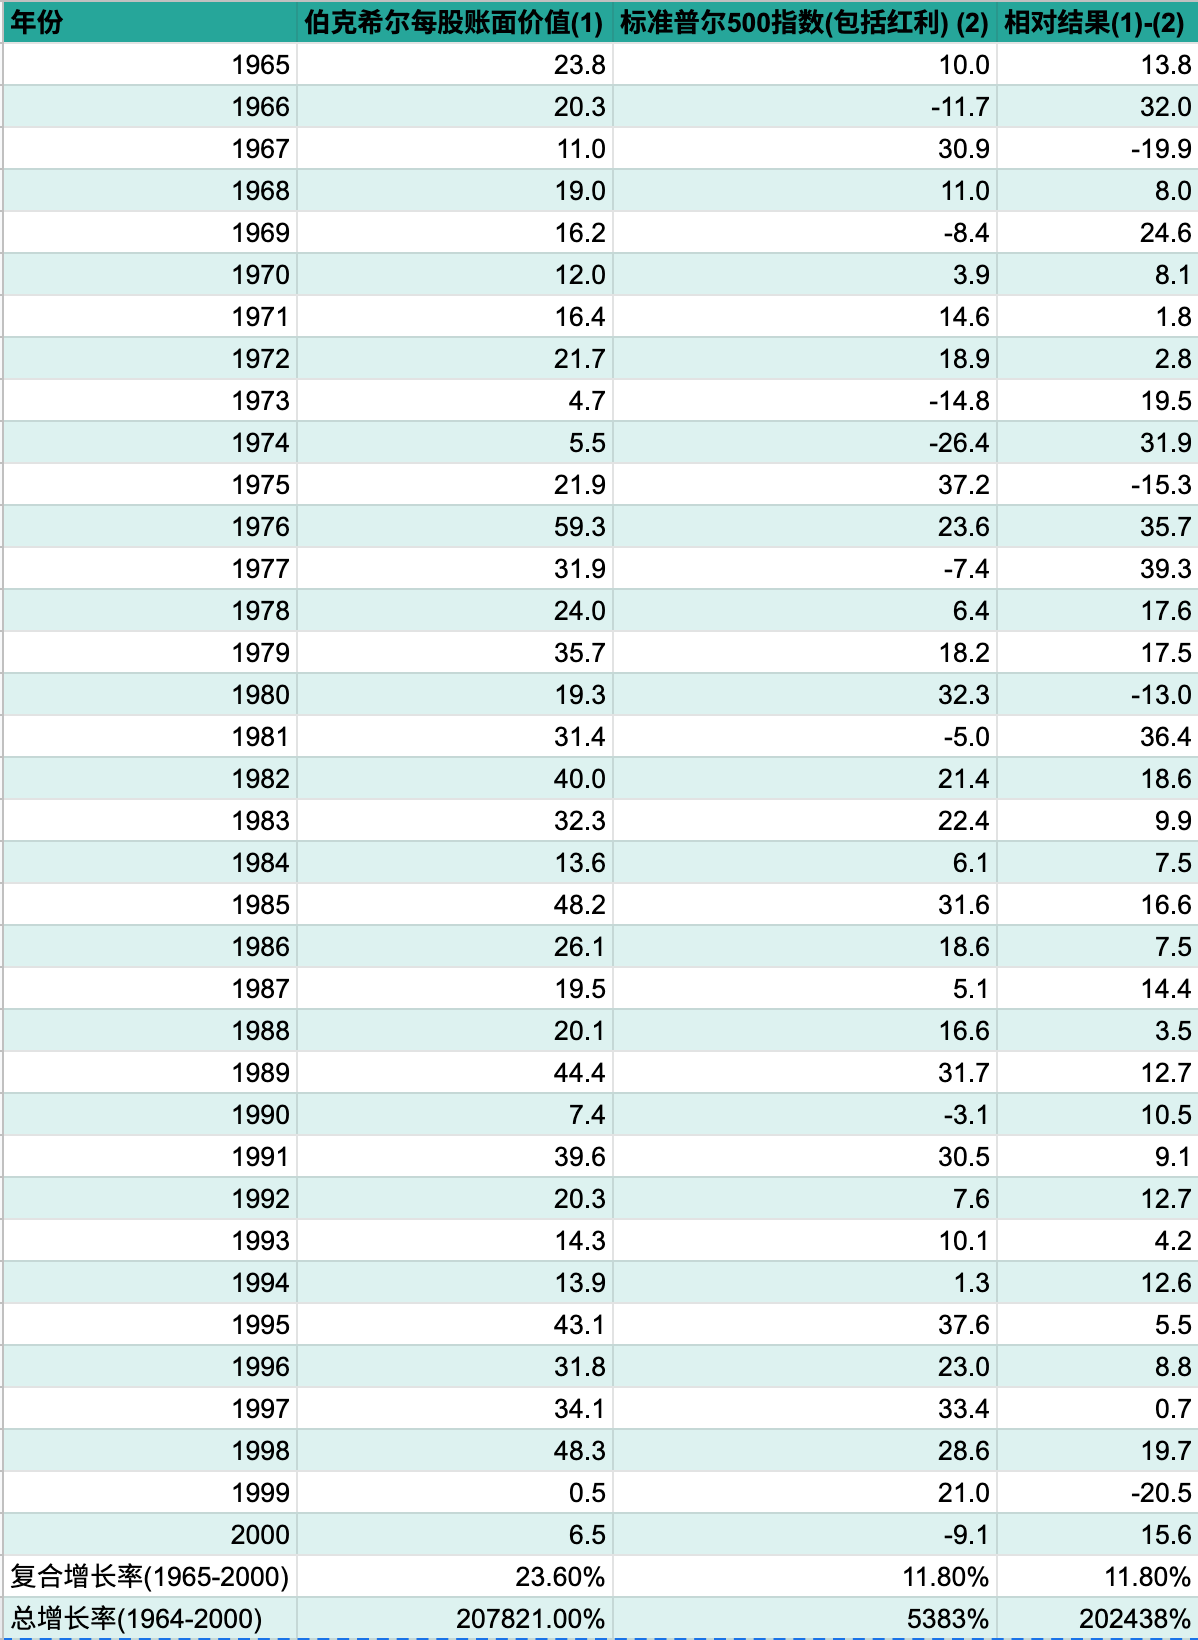 年份 伯克希尔每股账面价值(1) 标准普尔500指数(包括红利) (2) 相对结果(1)-(2)
1965 23.8 10.0 13.8
1966 20.3 -11.7 32.0
1967 11.0 30.9 -19.9
1968 19.0 11.0 8.0
1969 16.2 -8.4 24.6
1970 12.0 3.9 8.1
1971 16.4 14.6 1.8
1972 21.7 18.9 2.8
1973 4.7 -14.8 19.5
1974 5.5 -26.4 31.9
1975 21.9 37.2 -15.3
1976 59.3 23.6 35.7
1977 31.9 -7.4 39.3
1978 24.0 6.4 17.6
1979 35.7 18.2 17.5
1980 19.3 32.3 -13.0
1981 31.4 -5.0 36.4
1982 40.0 21.4 18.6
1983 32.3 22.4 9.9
1984 13.6 6.1 7.5
1985 48.2 31.6 16.6
1986 26.1 18.6 7.5
1987 19.5 5.1 14.4
1988 20.1 16.6 3.5
1989 44.4 31.7 12.7
1990 7.4 -3.1 10.5
1991 39.6 30.5 9.1
1992 20.3 7.6 12.7
1993 14.3 10.1 4.2
1994 13.9 1.3 12.6
1995 43.1 37.6 5.5
1996 31.8 23.0 8.8
1997 34.1 33.4 0.7
1998 48.3 28.6 19.7
1999 0.5 21.0 -20.5
2000 6.5 -9.1 15.6
复合增长率(1965-2000) 23.60% 11.80% 11.80%
总增长率(1964-2000) 207821.00% 5383% 202438%